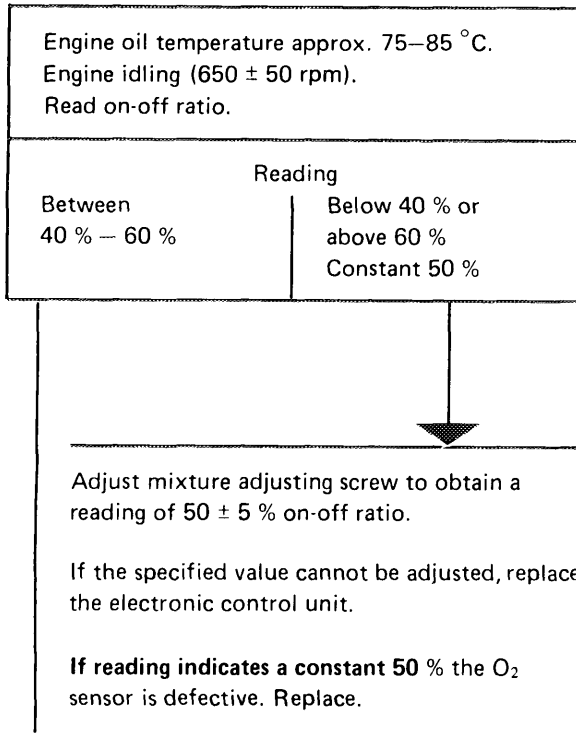 Engine oil temperature approx. 75–85 °C.
Engine idling (650 ± 50 rpm).
Read on-off ratio.
Reading
Between
40 % – 60 %
Below 40 % or
above 60 %
Constant 50 %
Adjust mixture adjusting screw to obtain a
reading of 50 ± 5 % on-off ratio.
If the specified value cannot be adjusted, replace
the electronic control unit.
If reading indicates a constant 50 % the O₂
sensor is defective. Replace.